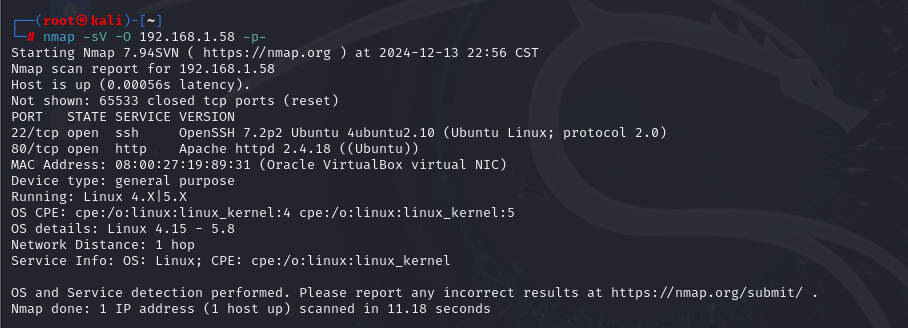 ┌──(root㉿kali)-[~]
└─# nmap -sV -O 192.168.1.58 -p-
Starting Nmap 7.94SVN ( https://nmap.org ) at 2024-12-13 22:56 CST
Nmap scan report for 192.168.1.58
Host is up (0.00056s latency).
Not shown: 65533 closed tcp ports (reset)
PORT   STATE SERVICE VERSION
22/tcp open  ssh     OpenSSH 7.2p2 Ubuntu 4ubuntu2.10 (Ubuntu Linux; protocol 2.0)
80/tcp open  http    Apache httpd 2.4.18 ((Ubuntu))
MAC Address: 08:00:27:19:89:31 (Oracle VirtualBox virtual NIC)
Device type: general purpose
Running: Linux 4.X|5.X
OS CPE: cpe:/o:linux:linux_kernel:4 cpe:/o:linux:linux_kernel:5
OS details: Linux 4.15 - 5.8
Network Distance: 1 hop
Service Info: OS: Linux; CPE: cpe:/o:linux:linux_kernel

OS and Service detection performed. Please report any incorrect results at https://nmap.org/submit/ .
Nmap done: 1 IP address (1 host up) scanned in 11.18 seconds